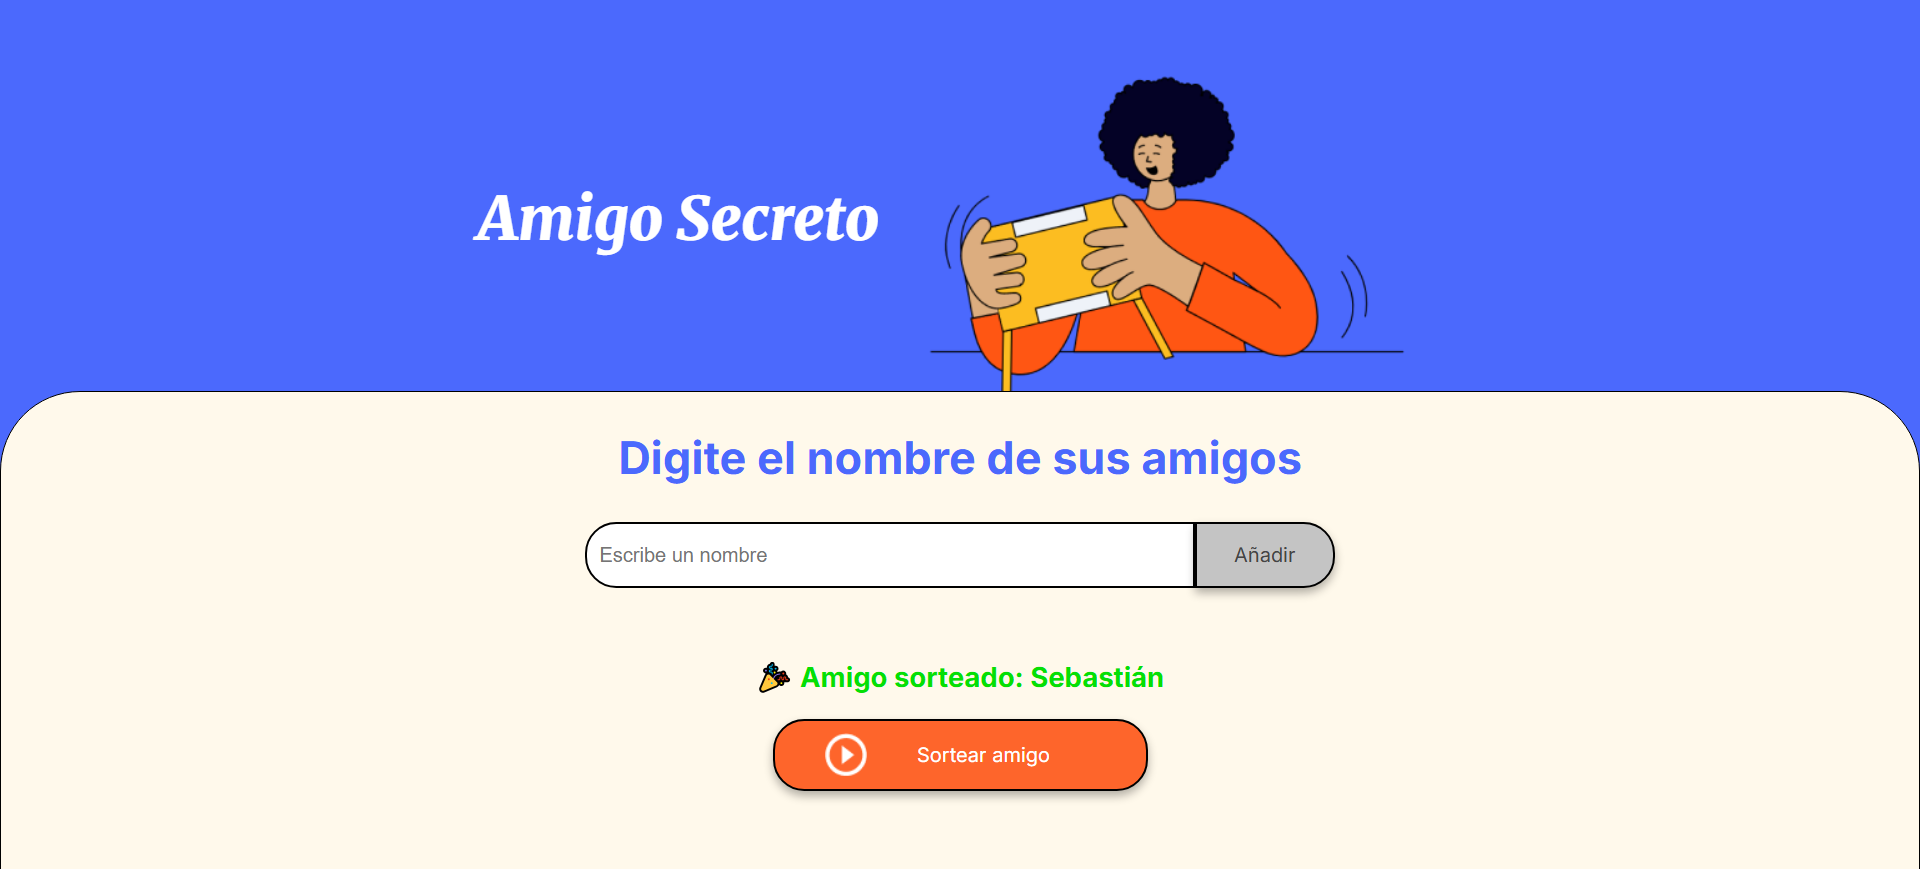 Amigo Secreto
Digite el nombre de sus amigos
Escribe un nombre
Añadir
🎉 Amigo sorteado: Sebastián
Sortear amigo